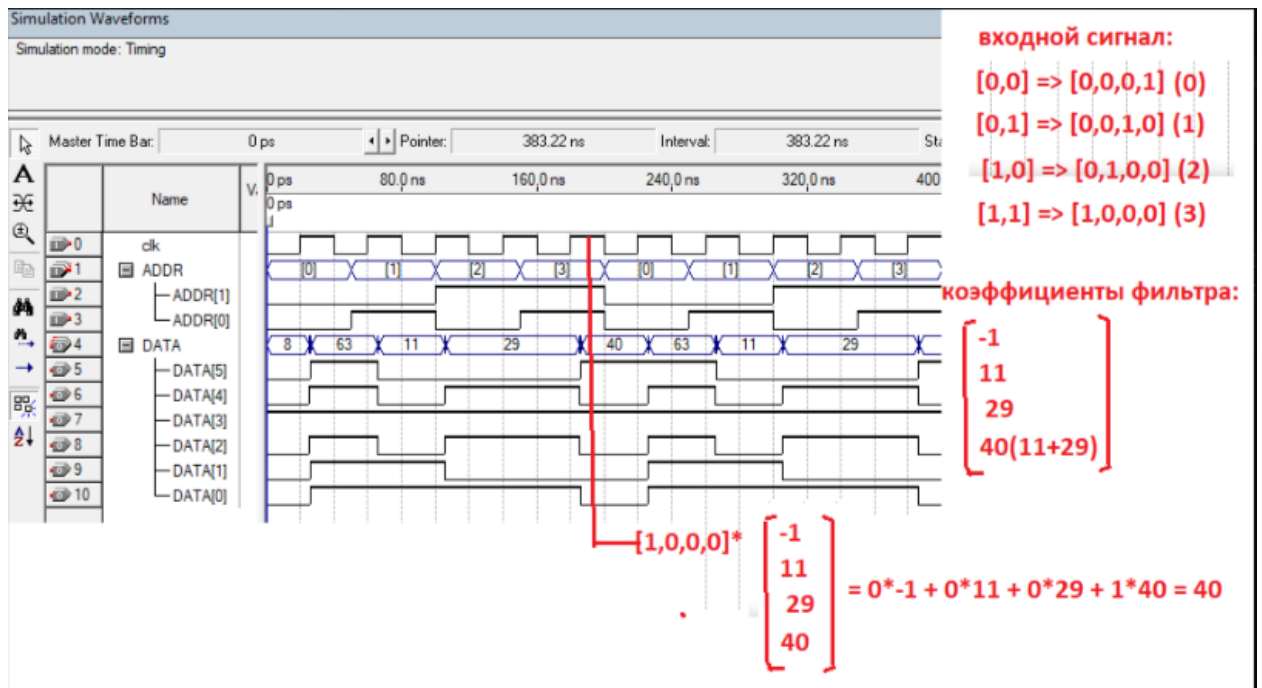 Simulation Waveforms
Simulation mode: Timing
Master Time Bar: 0 ps Pointer: 383.22 ns Interval: 383.22 ns
Name
0 ps 80.0 ns 160.0 ns 240.0 ns 320.0 ns 400
0 ps
0 clk
1 ADDR [0] [1] [2] [3] [0] [1] [2] [3]
2 ADDR[1]
3 ADDR[0]
4 DATA 8 63 11 29 40 63 11 29
5 DATA[5]
6 DATA[4]
7 DATA[3]
8 DATA[2]
9 DATA[1]
10 DATA[0]
входной сигнал:
[0,0] => [0,0,0,1] (0)
[0,1] => [0,0,1,0] (1)
[1,0] => [0,1,0,0] (2)
[1,1] => [1,0,0,0] (3)
коэффициенты фильтра:
-1
11
29
40(11+29)
[1,0,0,0]*
-1
11
29
40
= 0*-1 + 0*11 + 0*29 + 1*40 = 40